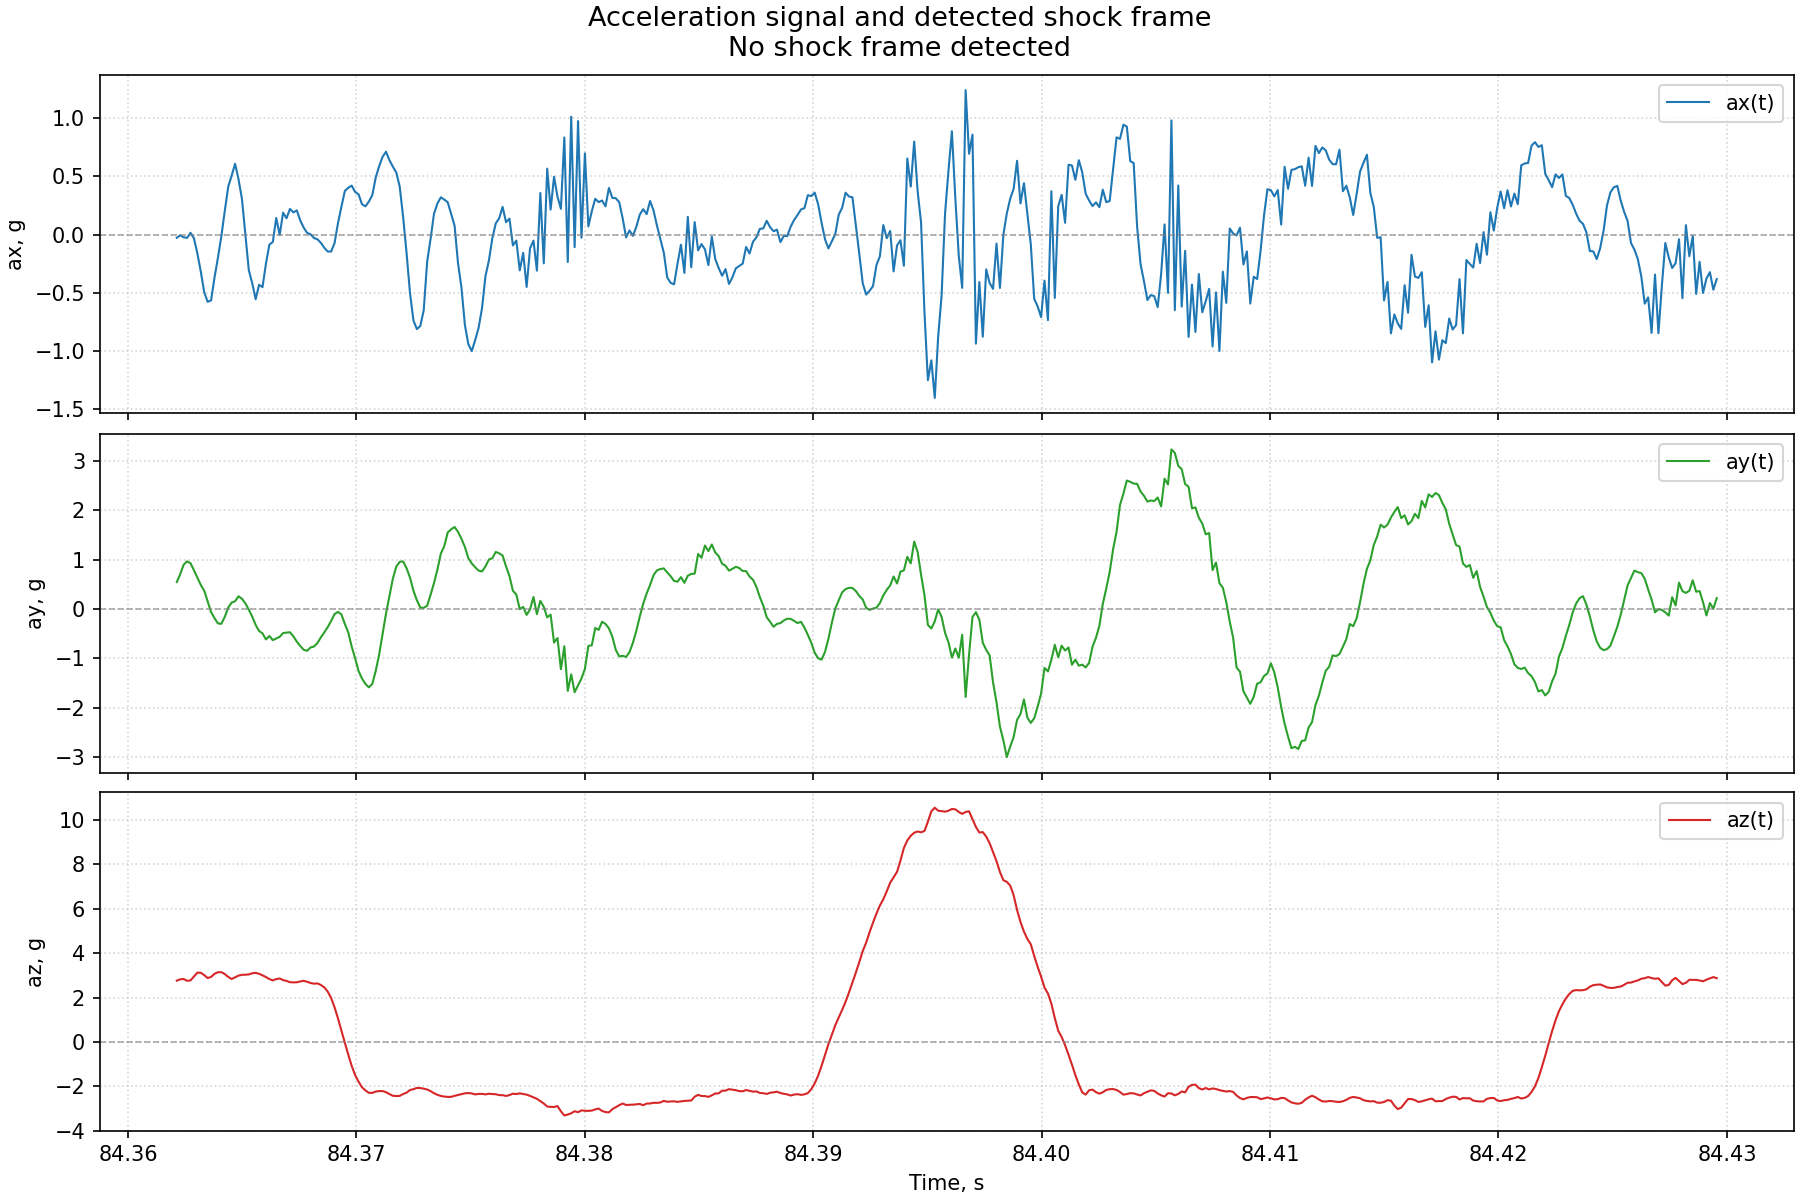 Acceleration signal and detected shock frame
No shock frame detected
ax, g
1.0
0.5
0.0
−0.5
−1.0
−1.5
ax(t)
ay, g
3
2
1
0
−1
−2
−3
ay(t)
az, g
10
8
6
4
2
0
−2
−4
az(t)
84.36 84.37 84.38 84.39 84.40 84.41 84.42 84.43
Time, s